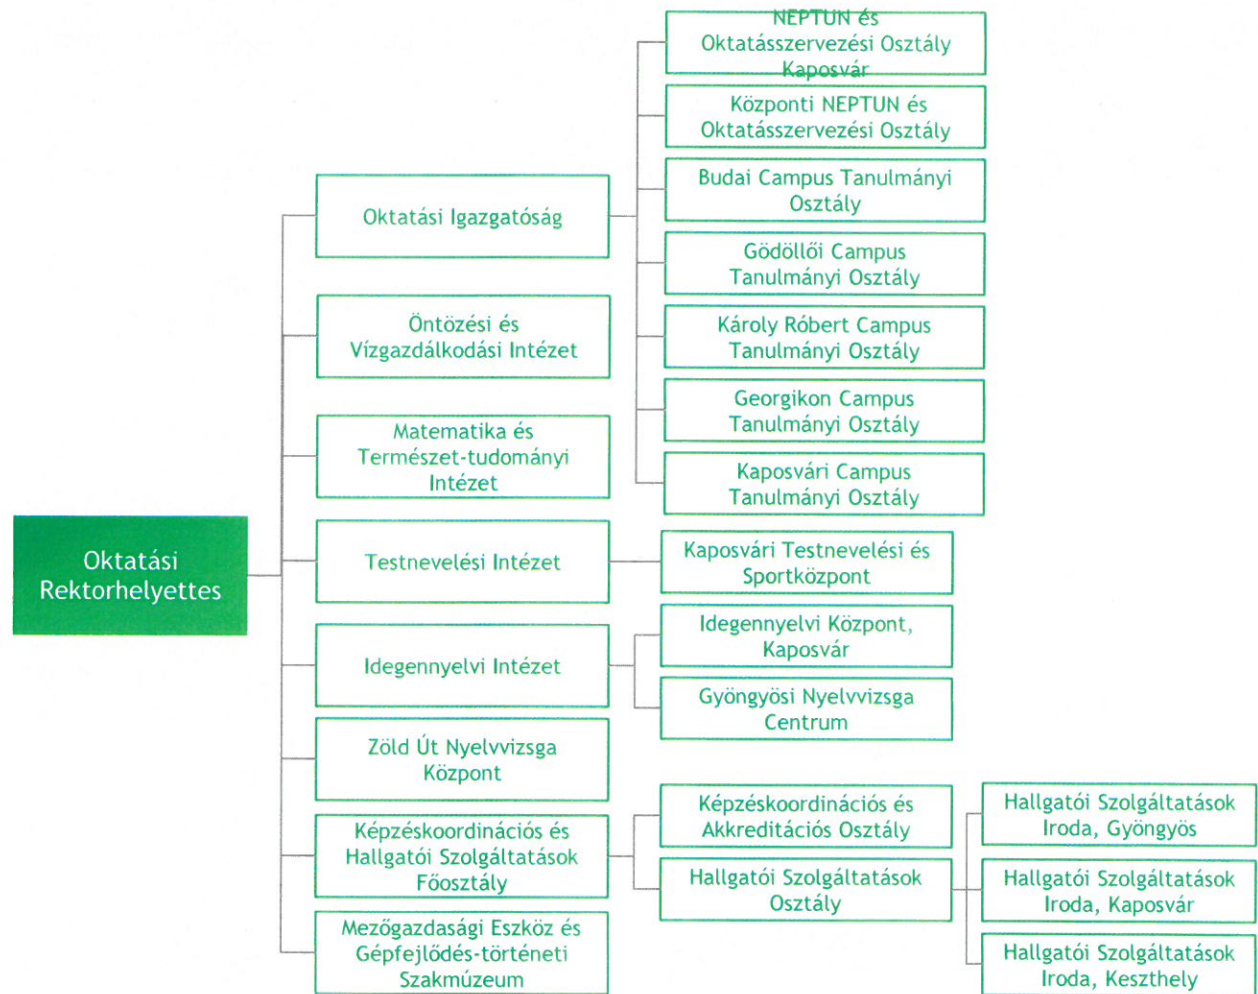 Oktatási
Rektorhelyettes
Oktatási Igazgatóság
Öntözési és
Vízgazdálkodási Intézet
Matematika és
Természet-tudományi
Intézet
Testnevelési Intézet
Idegennyelvi Intézet
Zöld Út Nyelvvizsga
Központ
Képzéskoordinációs és
Hallgatói Szolgáltatások
Főosztály
Mezőgazdasági Eszköz és
Gépfejlődés-történeti
Szakmúzeum
NEPTUN és
Oktatásszervezési Osztály
Kaposvár
Központi NEPTUN és
Oktatásszervezési Osztály
Budai Campus Tanulmányi
Osztály
Gödöllői Campus
Tanulmányi Osztály
Károly Róbert Campus
Tanulmányi Osztály
Georgikon Campus
Tanulmányi Osztály
Kaposvári Campus
Tanulmányi Osztály
Kaposvári Testnevelési és
Sportközpont
Idegennyelvi Központ,
Kaposvár
Gyöngyösi Nyelvvizsga
Centrum
Képzéskoordinációs és
Akkreditációs Osztály
Hallgatói Szolgáltatások
Osztály
Hallgatói Szolgáltatások
Iroda, Gyöngyös
Hallgatói Szolgáltatások
Iroda, Kaposvár
Hallgatói Szolgáltatások
Iroda, Keszthely